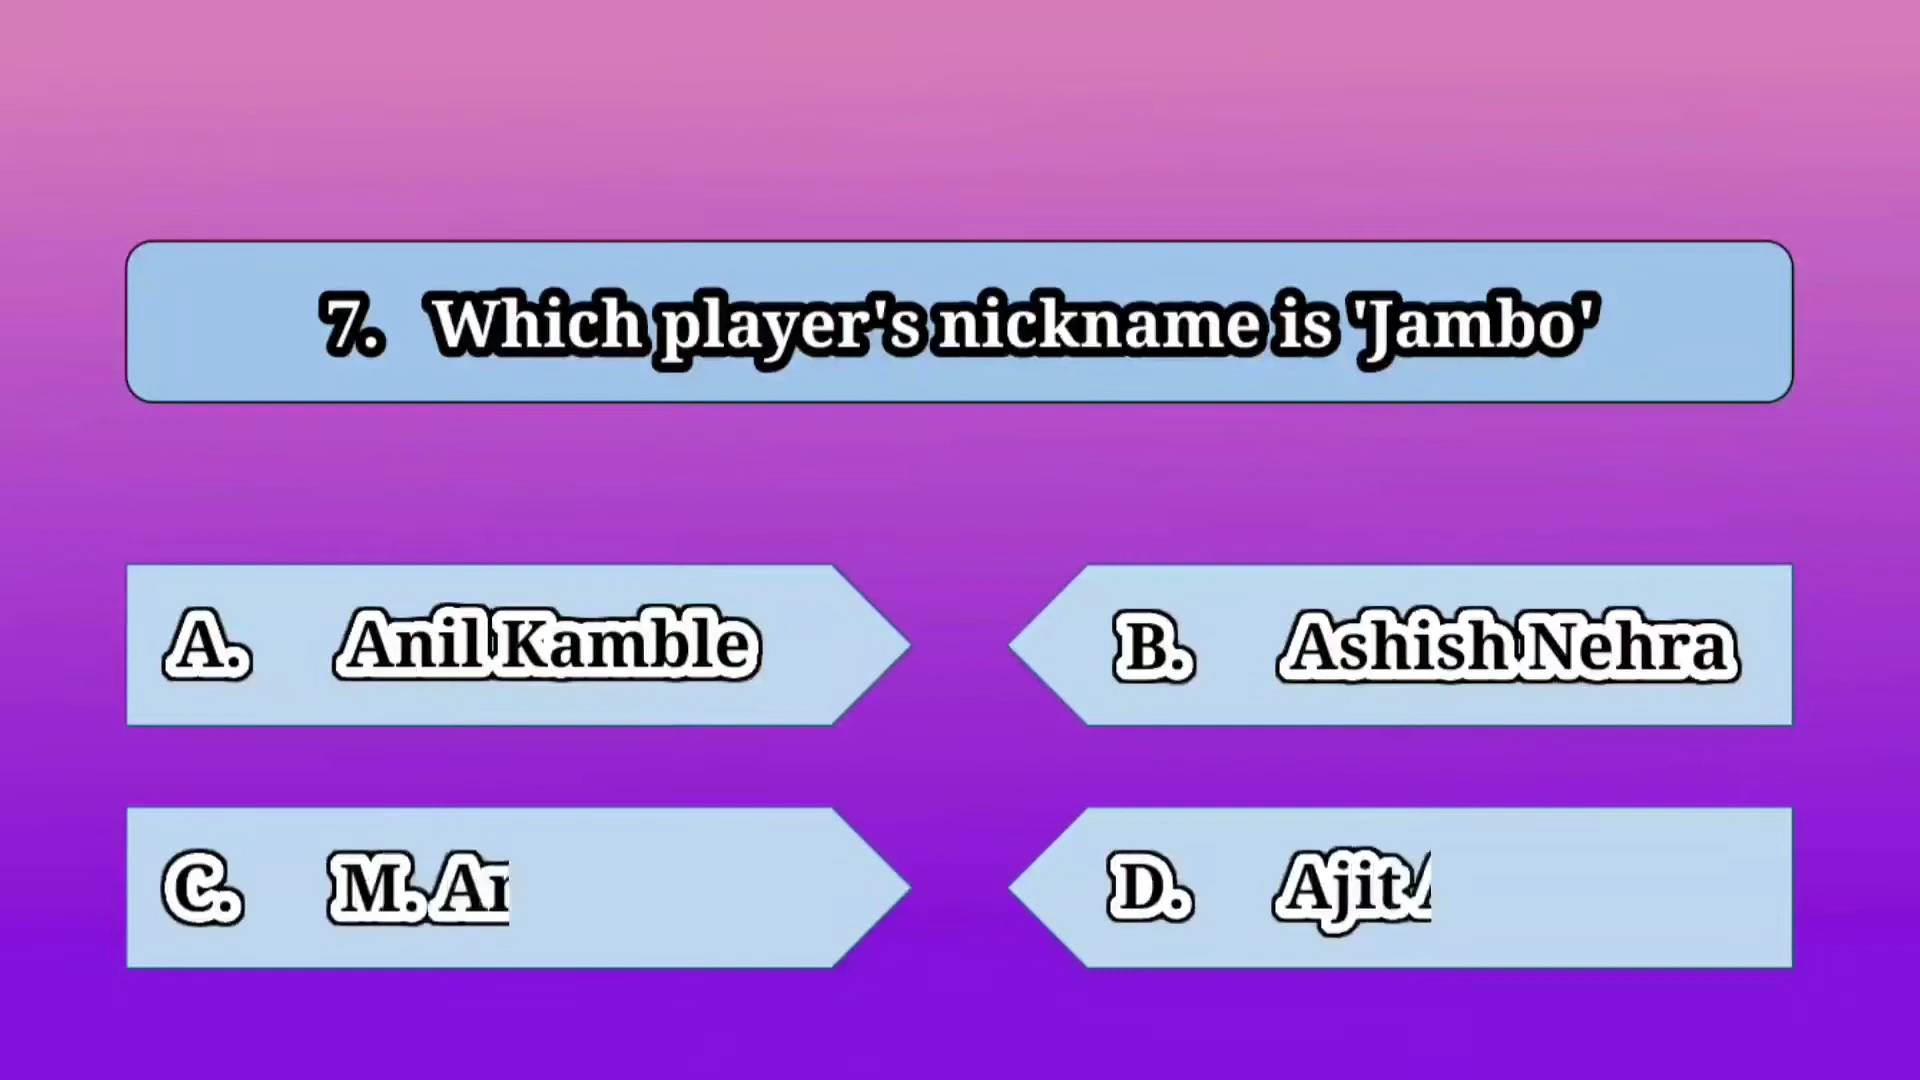 7. Which player's nickname is 'Jambo'
A. Anil Kamble
B. Ashish Nehra
C. M.
D. Ajit